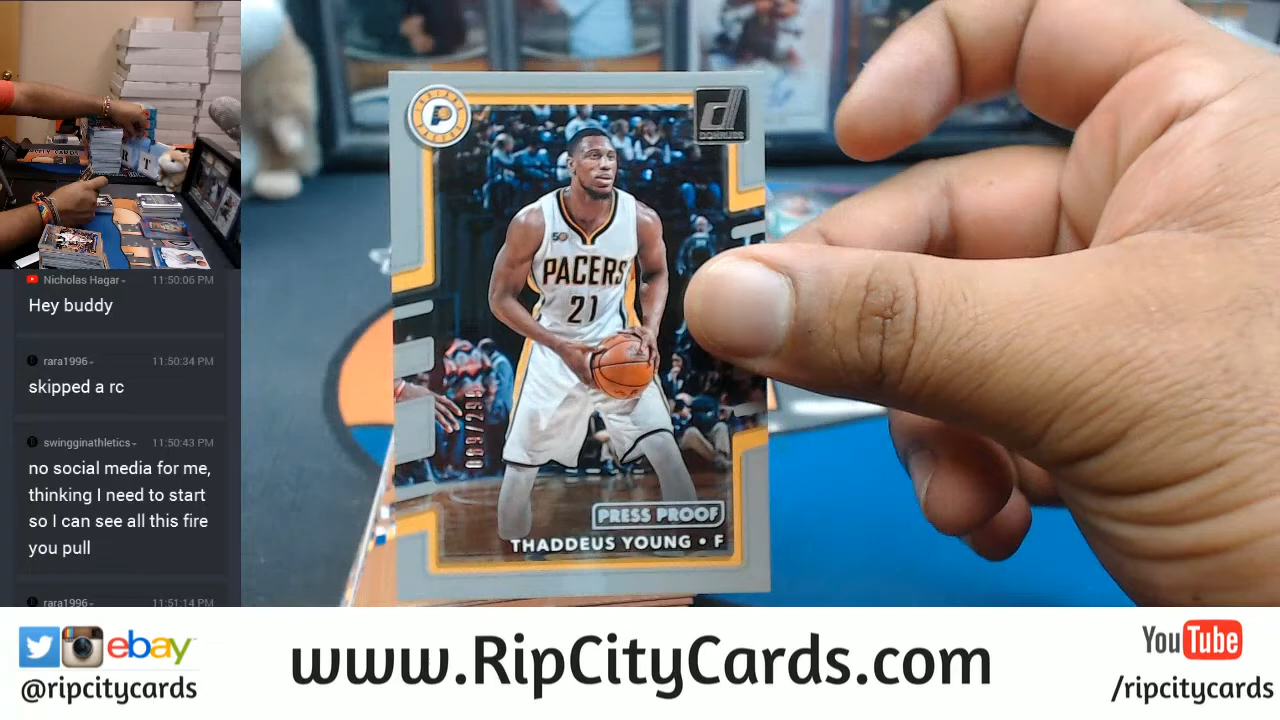 Nicholas Hagar
11:50:06 PM
Hey buddy
rara1996
11:50:34 PM
skipped a rc
swingginathletics
11:50:43 PM
no social media for me,
thinking I need to start
so I can see all this fire
you pull
rara1996
11:51:14 PM
DONRUSS
50
PACERS
21
PRESS PROOF
THADDEUS YOUNG • F
ebay
@ripcitycards
www.RipCityCards.com
YouTube
/ripcitycards